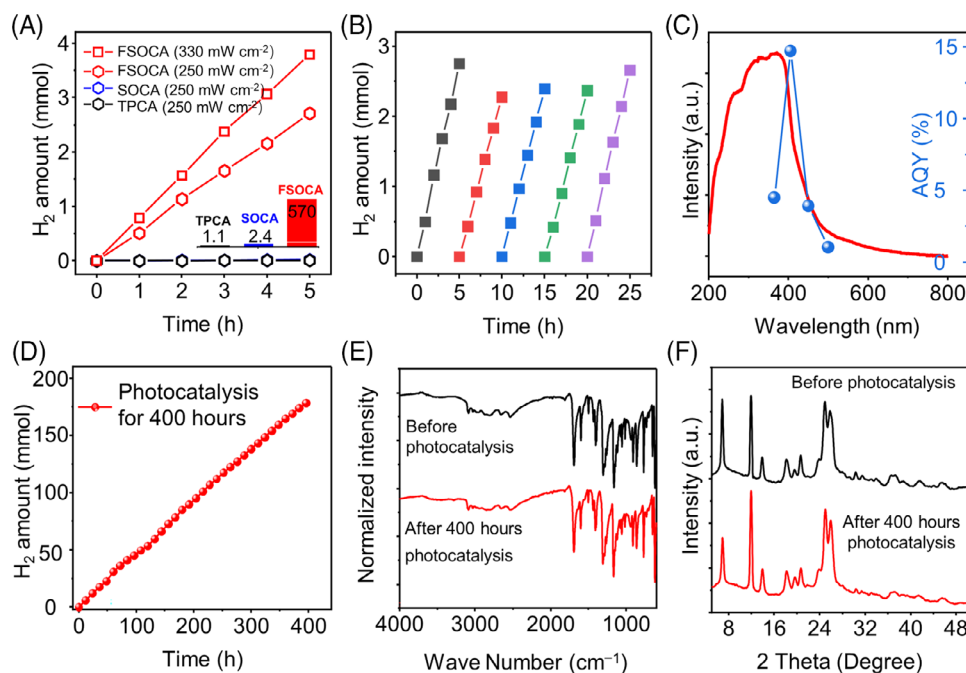 (A)
H2 amount (mmol)
4
3
2
1
0
FSOCA (330 mW cm-2)
FSOCA (250 mW cm-2)
SOCA (250 mW cm-2)
TPCA (250 mW cm-2)
TPCA
SOCA
FSOCA
1.1
2.4
570
0 1 2 3 4 5
Time (h)
(B)
H2 amount (mmol)
3
2
1
0
0 5 10 15 20 25
Time (h)
(C)
Intensity (a.u.)
AQY (%)
15
10
5
0
200 400 600 800
Wavelength (nm)
(D)
H2 amount (mmol)
200
150
100
50
0
Photocatalysis
for 400 hours
0 100 200 300 400
Time (h)
(E)
Normalized intensity
Before
photocatalysis
After 400 hours
photocatalysis
4000 3000 2000 1000
Wave Number (cm−1)
(F)
Intensity (a.u.)
Before photocatalysis
After 400 hours
photocatalysis
8 16 24 32 40 48
2 Theta (Degree)